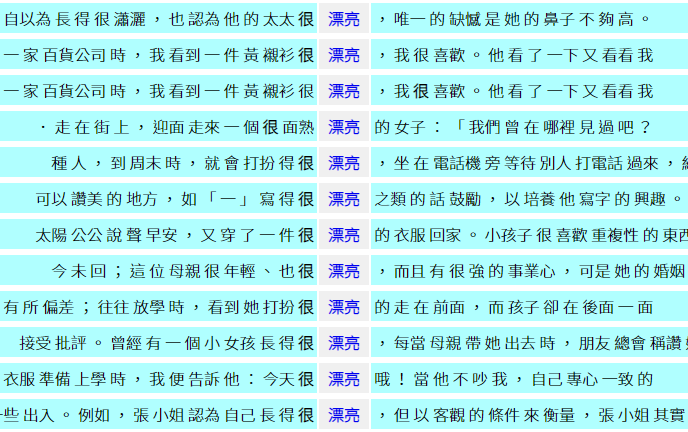 自以為長得很瀟灑，也認為他的太太很 漂亮 ，唯一的缺憾是她的鼻子不夠高。
一家百貨公司時，我看到一件黃襯衫很 漂亮 ，我很喜歡。他看了一下又看看我
一家百貨公司時，我看到一件黃襯衫很 漂亮 ，我很喜歡。他看了一下又看看我
．走在街上，迎面走來一個很面熟 漂亮 的女子：「我們曾在哪裡見過吧？
種人，到周末時，就會打扮得很 漂亮 ，坐在電話機旁等待別人打電話過來，
可以讚美的地方，如「一」寫得很 漂亮 之類的話鼓勵，以培養他寫字的興趣。
太陽公公說聲早安，又穿了一件很 漂亮 的衣服回家。小孩子很喜歡重複性的東西
今未回；這位母親很年輕、也很 漂亮 ，而且有很強的事業心，可是她的婚姻
有所偏差；往往放學時，看到她打扮很 漂亮 的走在前面，而孩子卻在後面一面
接受批評。曾經有一個小女孩長得很 漂亮 ，每當母親帶她出去時，朋友總會稱讚
衣服準備上學時，我便告訴他：今天很 漂亮 哦！當他不吵我，自己專心一致的
些出入。例如，張小姐認為自己長得很 漂亮 ，但以客觀的條件來衡量，張小姐其實